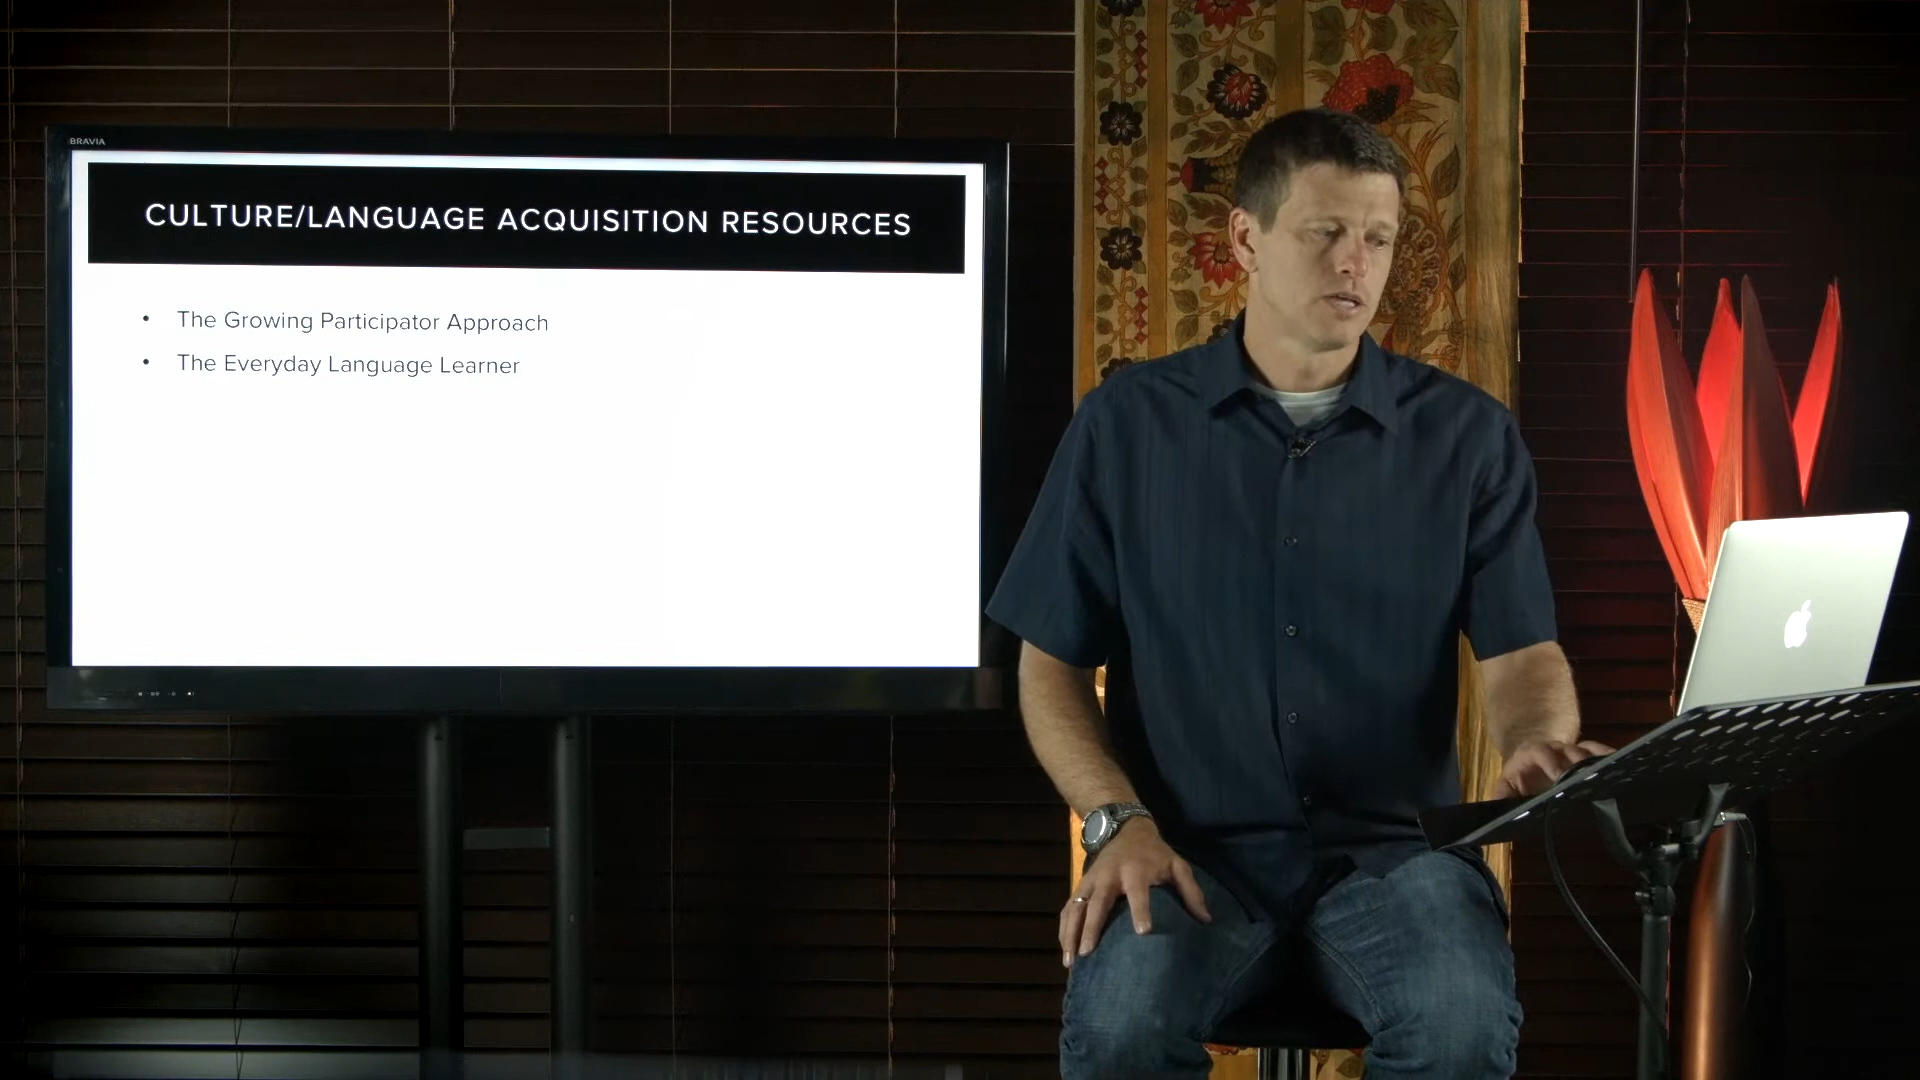 BRAVIA
CULTURE/LANGUAGE ACQUISITION RESOURCES
• The Growing Participator Approach
• The Everyday Language Learner